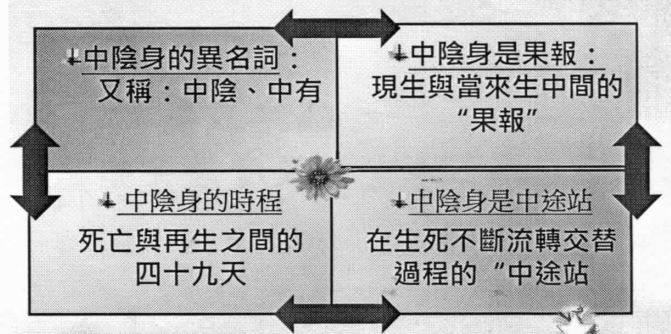 中陰身的異名詞：
又稱：中陰、中有
中陰身是果報：
現生與當來生中間的
“果報”
中陰身的時程
死亡與再生之間的
四十九天
中陰身是中途站
在生死不斷流轉交替
過程的“中途站